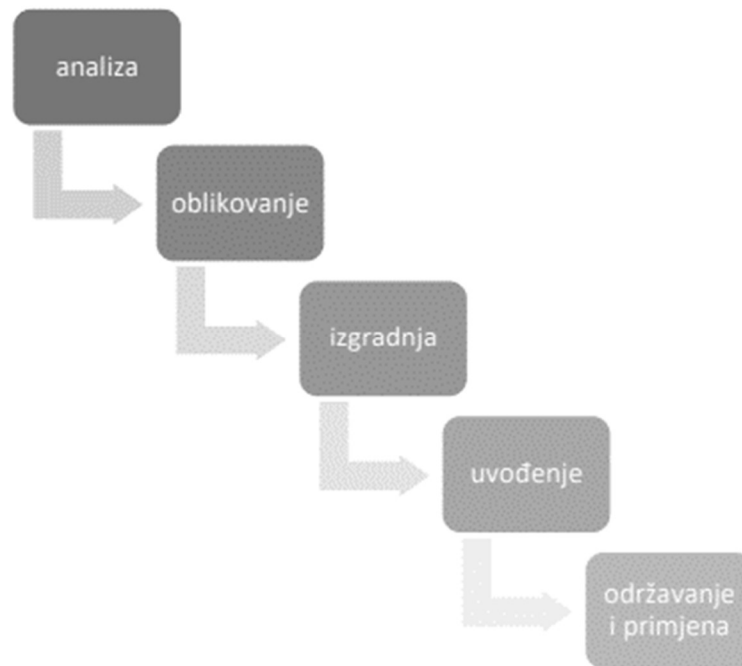 analiza
oblikovanje
izgradnja
uvođenje
održavanje
i primjena